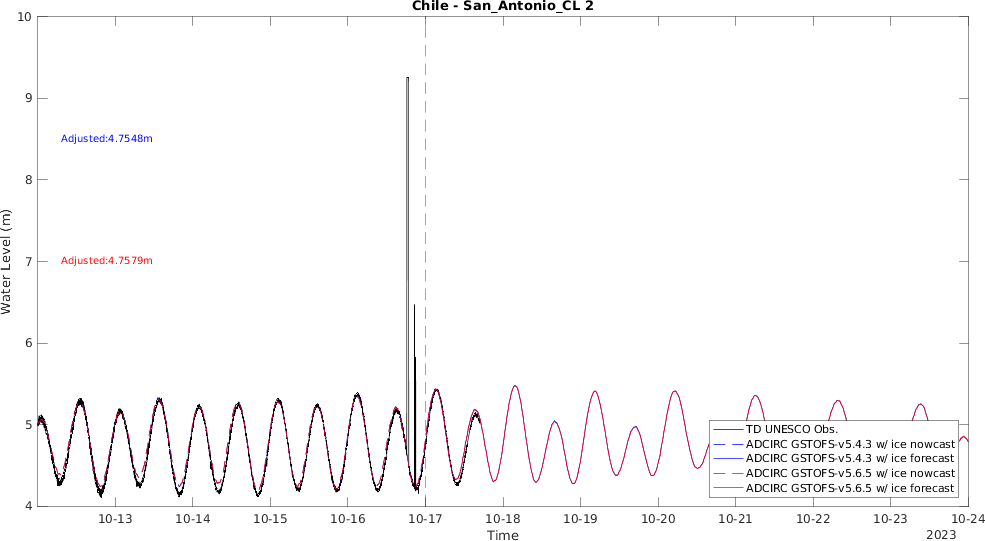 Chile - San_Antonio_CL 2
10
9
8
7
6
5
4
Water Level (m)
Adjusted:4.7548m
Adjusted:4.7579m
TD UNESCO Obs.
ADCIRC GSTOFS-v5.4.3 w/ ice nowcast
ADCIRC GSTOFS-v5.4.3 w/ ice forecast
ADCIRC GSTOFS-v5.6.5 w/ ice nowcast
ADCIRC GSTOFS-v5.6.5 w/ ice forecast
10-13 10-14 10-15 10-16 10-17 10-18 10-19 10-20 10-21 10-22 10-23 10-24
Time
2023